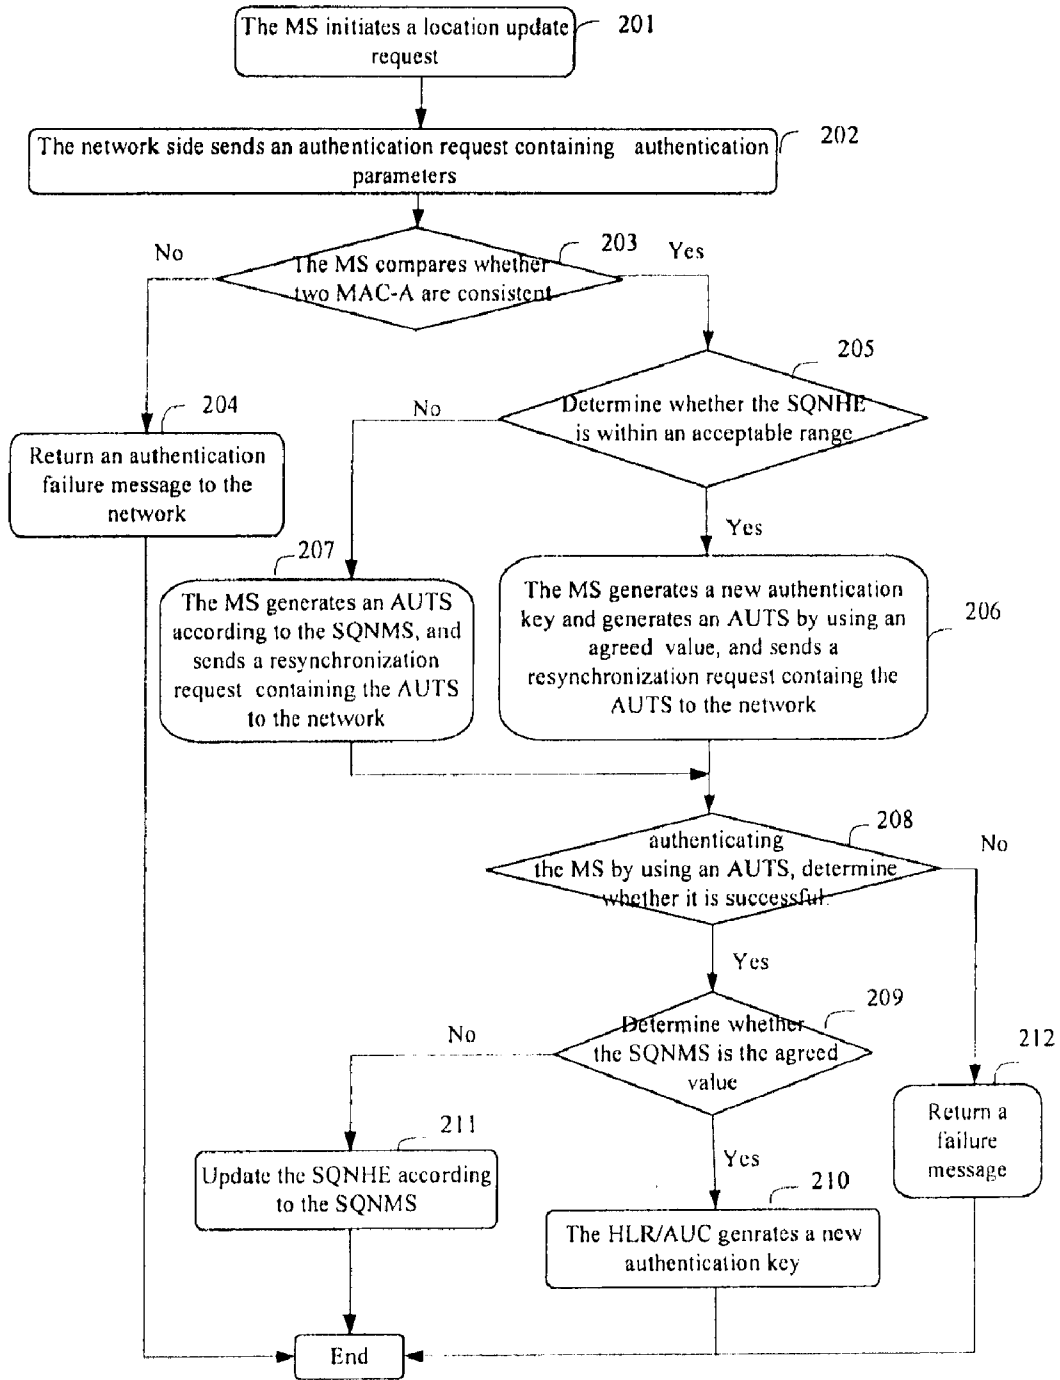 The MS initiates a location update
request
201
The network side sends an authentication request containing authentication
parameters
202
No
203
Yes
The MS compares whether
two MAC-A are consistent
205
204
No
Determine whether the SQNHE
is within an acceptable range
Return an authentication
failure message to the
network
Yes
207
The MS generates an AUTS
according to the SQNMS, and
sends a resynchronization
request containing the AUTS
to the network
The MS generates a new authentication
key and generates an AUTS by using an
agreed value, and sends a
resynchronization request containg the
AUTS to the network
206
208
No
authenticating
the MS by using an AUTS, determine
whether it is successful.
Yes
209
No
Determine whether
the SQNMS is the agreed
value
212
211
Return a
failure
message
Yes
Update the SQNHE according
to the SQNMS
210
The HLR/AUC genrates a new
authentication key
End